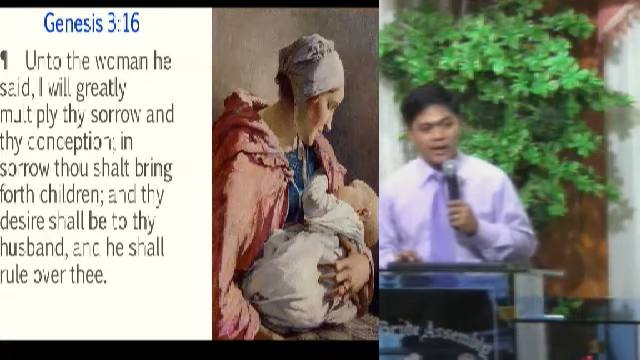 Genesis 3:16
¶ Unto the woman he
said, I will greatly
multiply thy sorrow and
thy conception; in
sorrow thou shalt bring
forth children; and thy
desire shall be to thy
husband, and he shall
rule over thee.
Assembly